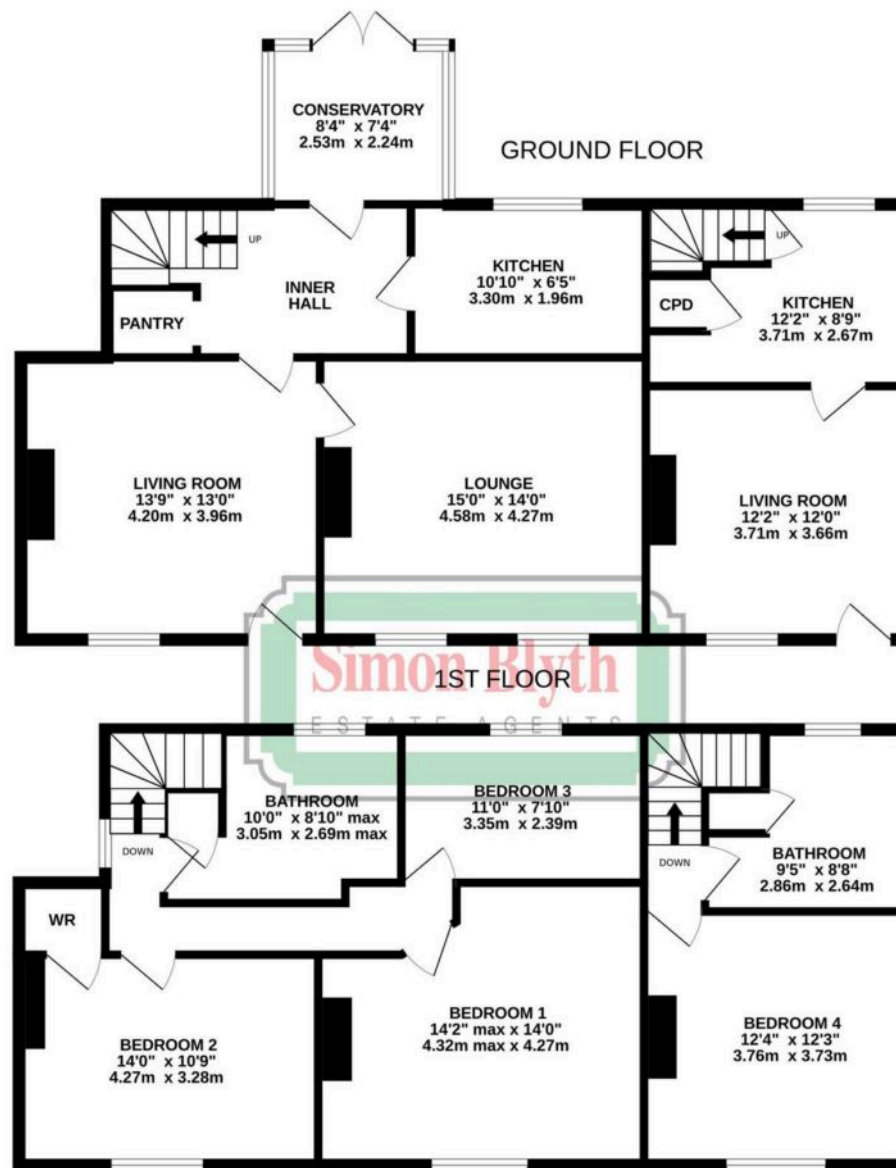 CONSERVATORY
8'4" x 7'4"
2.53m x 2.24m
GROUND FLOOR
UP
INNER
HALL
PANTRY
KITCHEN
10'10" x 6'5"
3.30m x 1.96m
UP
CPD
KITCHEN
12'2" x 8'9"
3.71m x 2.67m
LIVING ROOM
13'9" x 13'0"
4.20m x 3.96m
LOUNGE
15'0" x 14'0"
4.58m x 4.27m
LIVING ROOM
12'2" x 12'0"
3.71m x 3.66m
Simon Blyth
1ST FLOOR
ESTATE AGENTS
DOWN
BATHROOM
10'0" x 8'10" max
3.05m x 2.69m max
BEDROOM 3
11'0" x 7'10"
3.35m x 2.39m
DOWN
BATHROOM
9'5" x 8'8"
2.86m x 2.64m
WR
BEDROOM 2
14'0" x 10'9"
4.27m x 3.28m
BEDROOM 1
14'2" max x 14'0"
4.32m max x 4.27m
BEDROOM 4
12'4" x 12'3"
3.76m x 3.73m